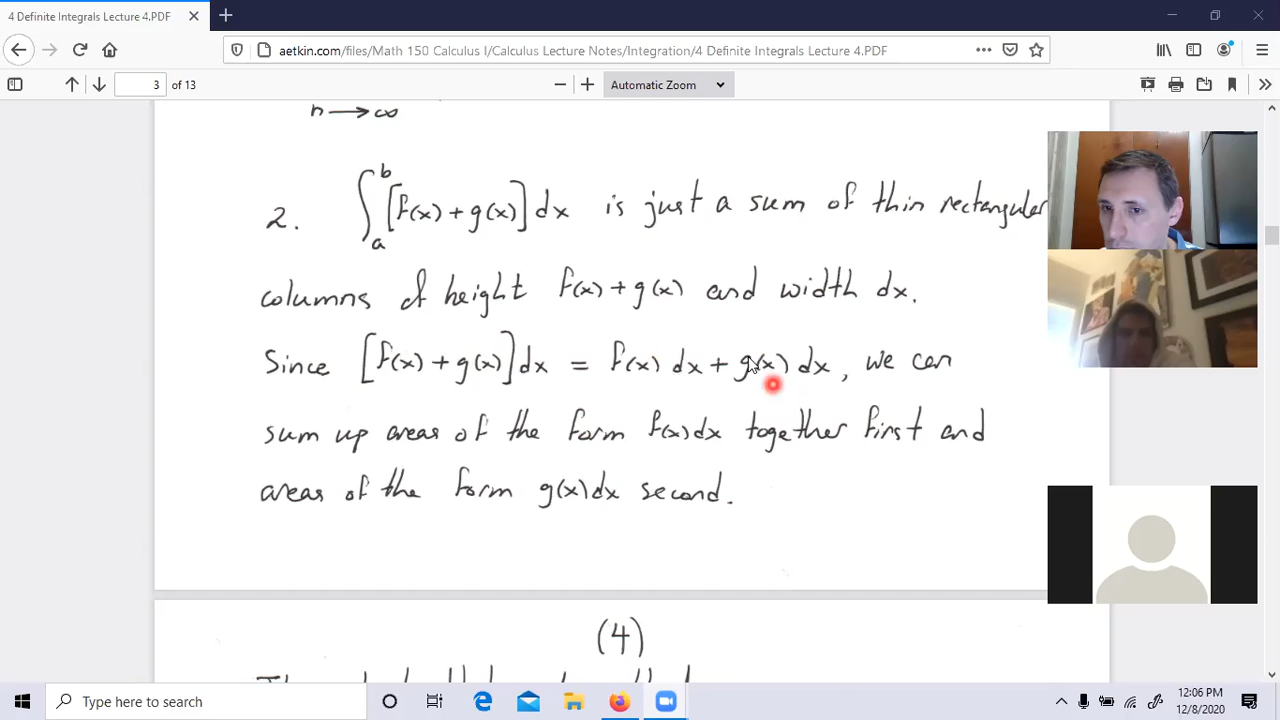 4 Definite Integrals Lecture 4.PDF
aetkin.com/files/Math 150 Calculus I/Calculus Lecture Notes/Integration/4 Definite Integrals Lecture 4.PDF
3 of 13
Automatic Zoom
n → ∞
2. ∫_a^b [f(x) + g(x)] dx is just a sum of thin rectangular
columns of height f(x) + g(x) and width dx.
Since [f(x) + g(x)] dx = f(x) dx + g(x) dx, we can
sum up areas of the form f(x)dx together first and
areas of the form g(x)dx second.
(4)
Type here to search
12:06 PM
12/8/2020